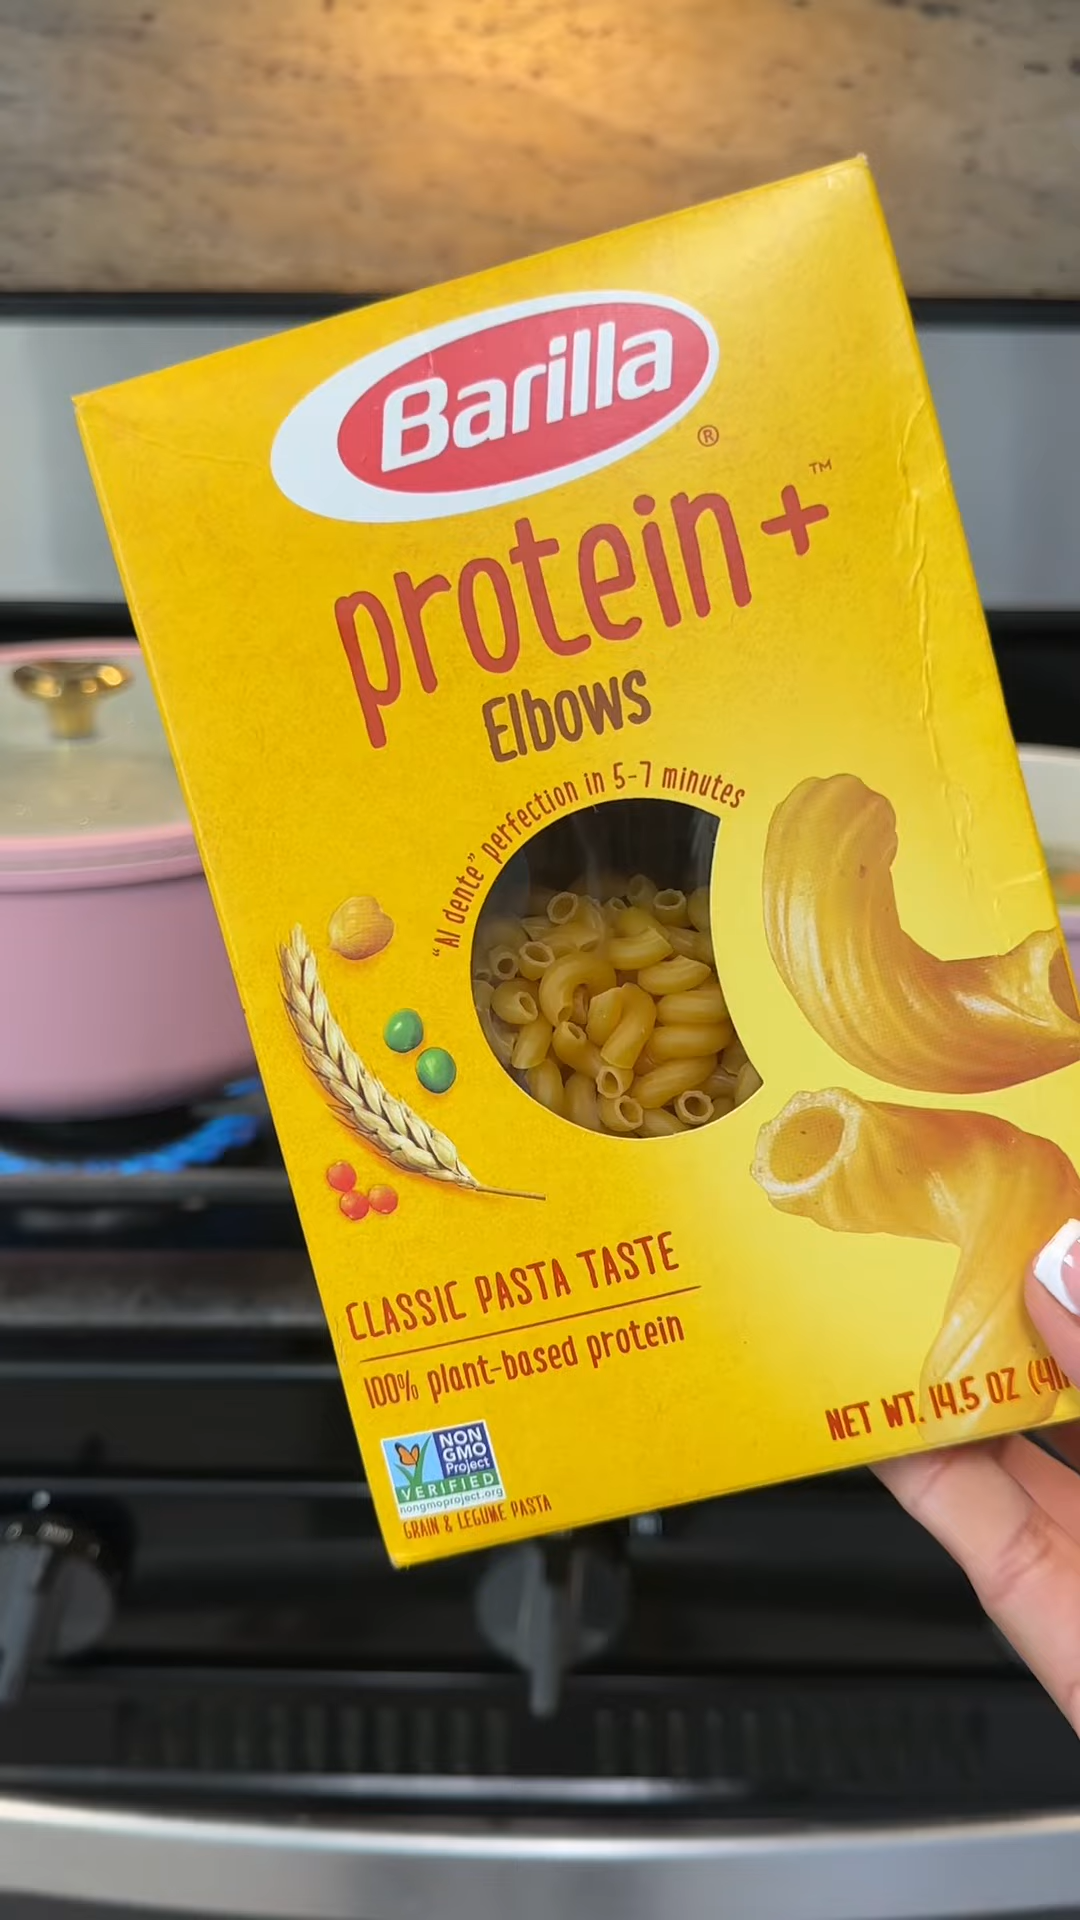 Barilla
®
protein+™
Elbows
"Al dente" perfection in 5-7 minutes
CLASSIC PASTA TASTE
100% plant-based protein
NON
GMO
Project
VERIFIED
nongmoproject.org
GRAIN & LEGUME PASTA
NET WT. 14.5 OZ